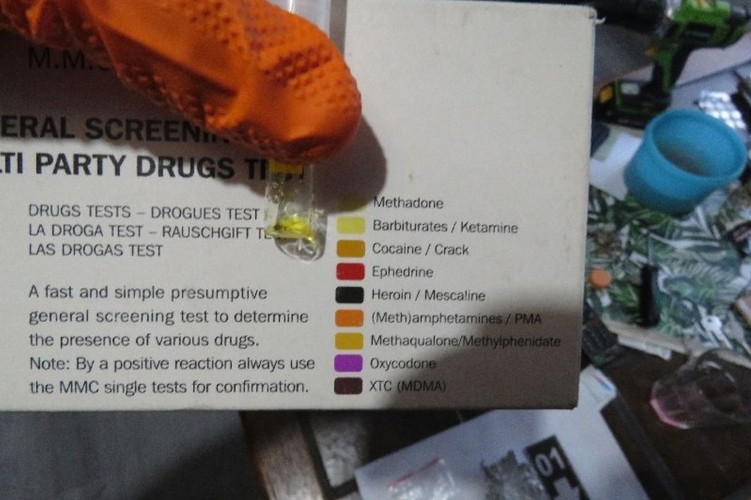 M.M.C
ERAL SCREENIN
TI PARTY DRUGS T
DRUGS TESTS – DROGUES TEST
LA DROGA TEST – RAUSCHGIFT TE
LAS DROGAS TEST
A fast and simple presumptive
general screening test to determine
the presence of various drugs.
Note: By a positive reaction always use
the MMC single tests for confirmation.
Methadone
Barbiturates / Ketamine
Cocaine / Crack
Ephedrine
Heroin / Mescaline
(Meth)amphetamines / PMA
Methaqualone/Methylphenidate
Oxycodone
XTC (MDMA)
01